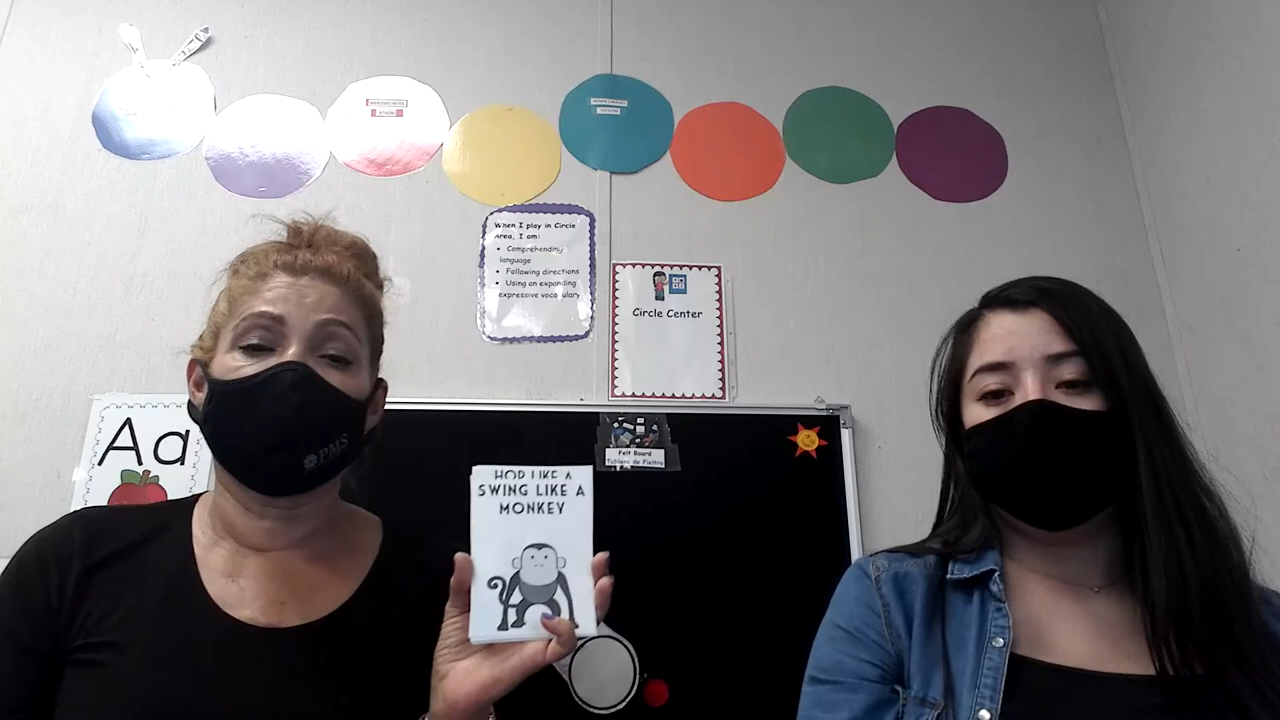 When I play in Circle
Area, I am:
Comprehending
language
Following directions
Using an expanding
expressive vocabulary
Circle Center
Aa
PMS
Felt Board
Tablero de Fieltro
HOP LIKE A
SWING LIKE A
MONKEY